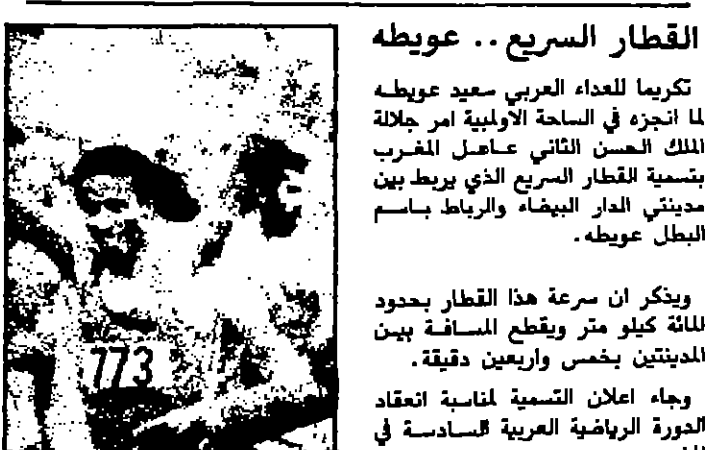 القطار السريع .. عويطه
تكريما للعداء العربي سعيد عويطه
لما انجزه في الساحة الاولمبية امر جلالة
الملك الحسن الثاني عاهل المغرب
بتسمية القطار السريع الذي يربط بين
مدينتي الدار البيضاء والرباط باسم
البطل عويطه .
ويذكر ان سرعة هذا القطار بحدود
المائة كيلو متر ويقطع المسافة بين
المدينتين بخمس واربعين دقيقة .
وجاء اعلان التسمية لمناسبة انعقاد
الدورة الرياضية العربية السادسة في
773